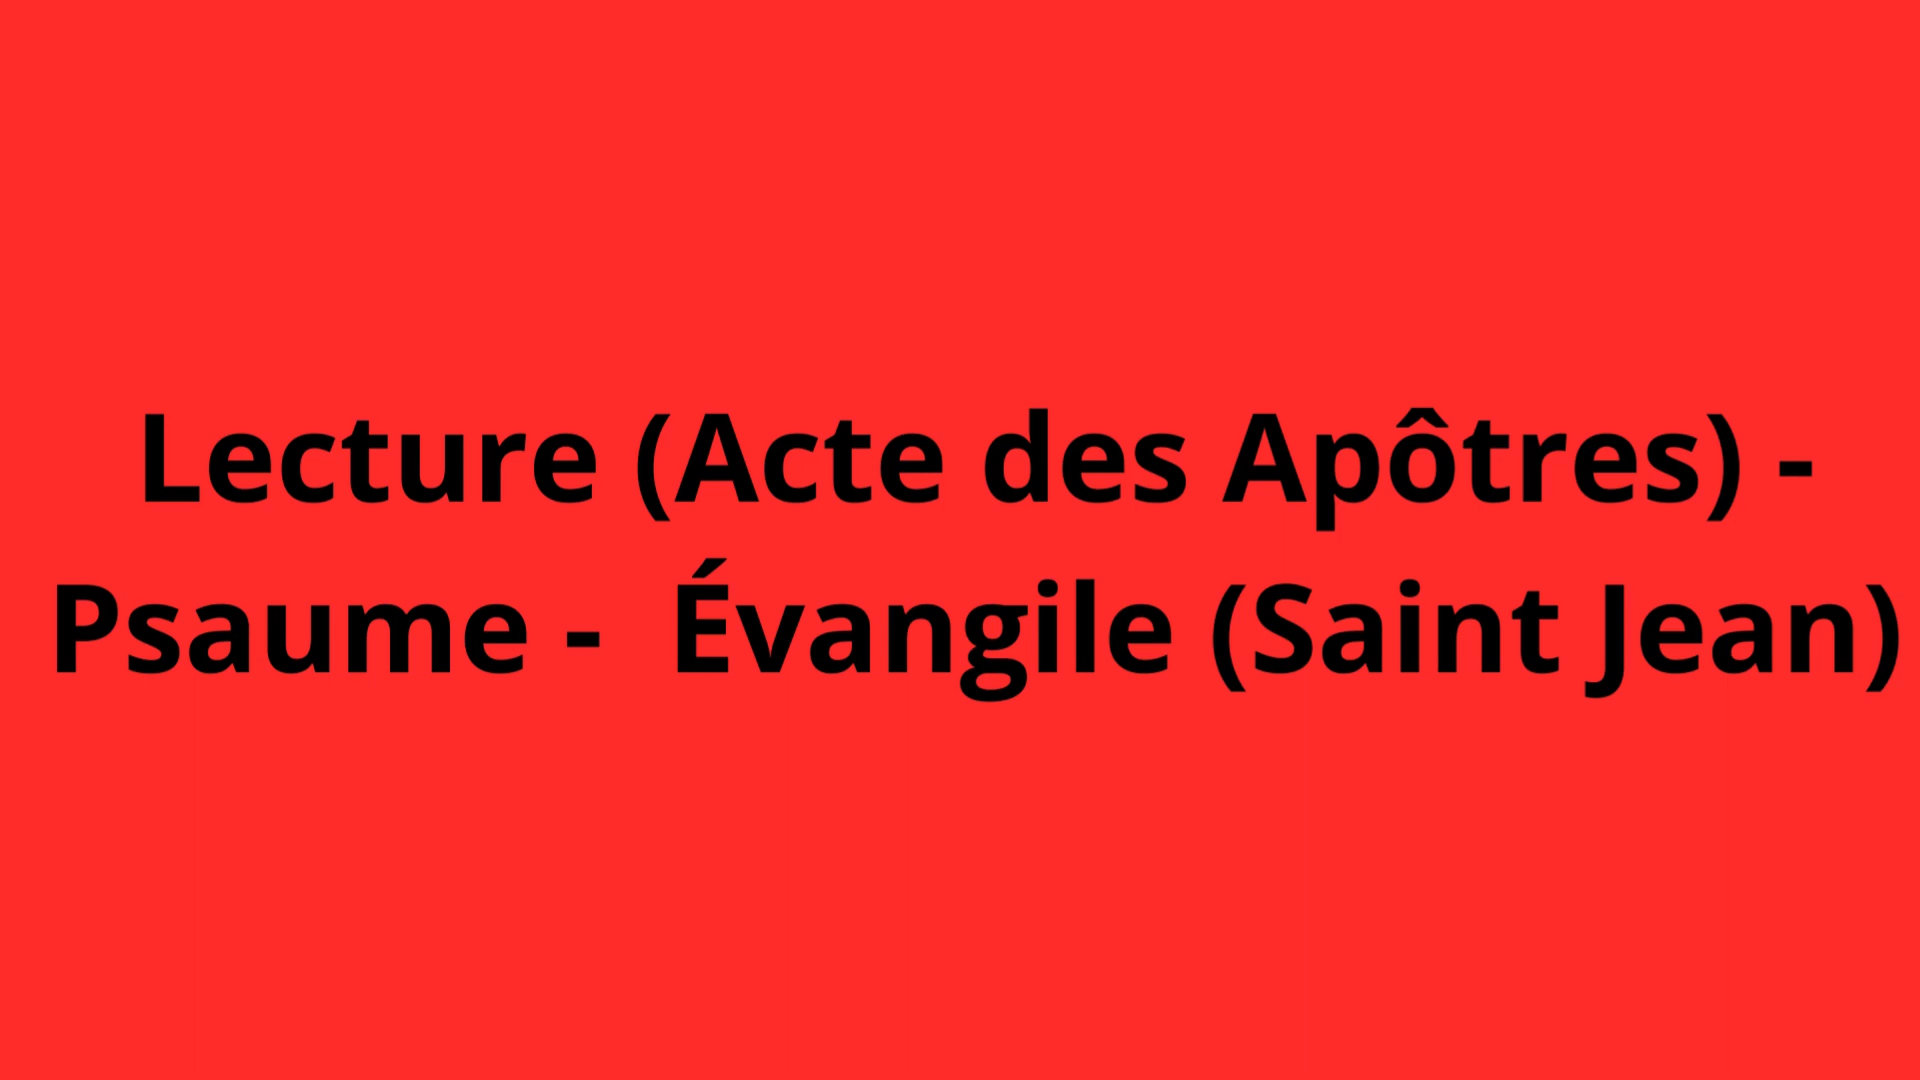 Lecture (Acte des Apôtres) -
Psaume -  Évangile (Saint Jean)